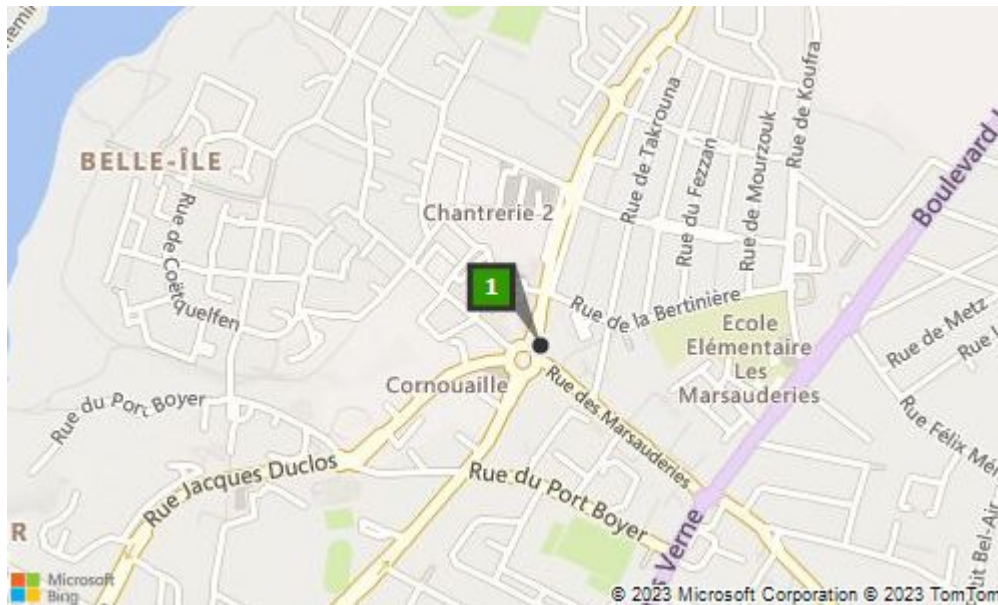 BELLE-ÎLE
Rue de Coëtquelfen
Chantrerie 2
Rue de Takrouna
Rue du Fezzan
Rue de Mourzouk
Rue de Koufra
Boulevard
1
Rue de la Bertinière
Ecole
Elémentaire
Les
Marsauderies
Rue de Metz
Cornouaille
Rue des Marsauderies
Rue du Port Boyer
Rue Jacques Duclos
Rue du Port Boyer
Rue Félix
Verne
Bel-Air
R
Microsoft
Bing
© 2023 Microsoft Corporation © 2023 TomTom